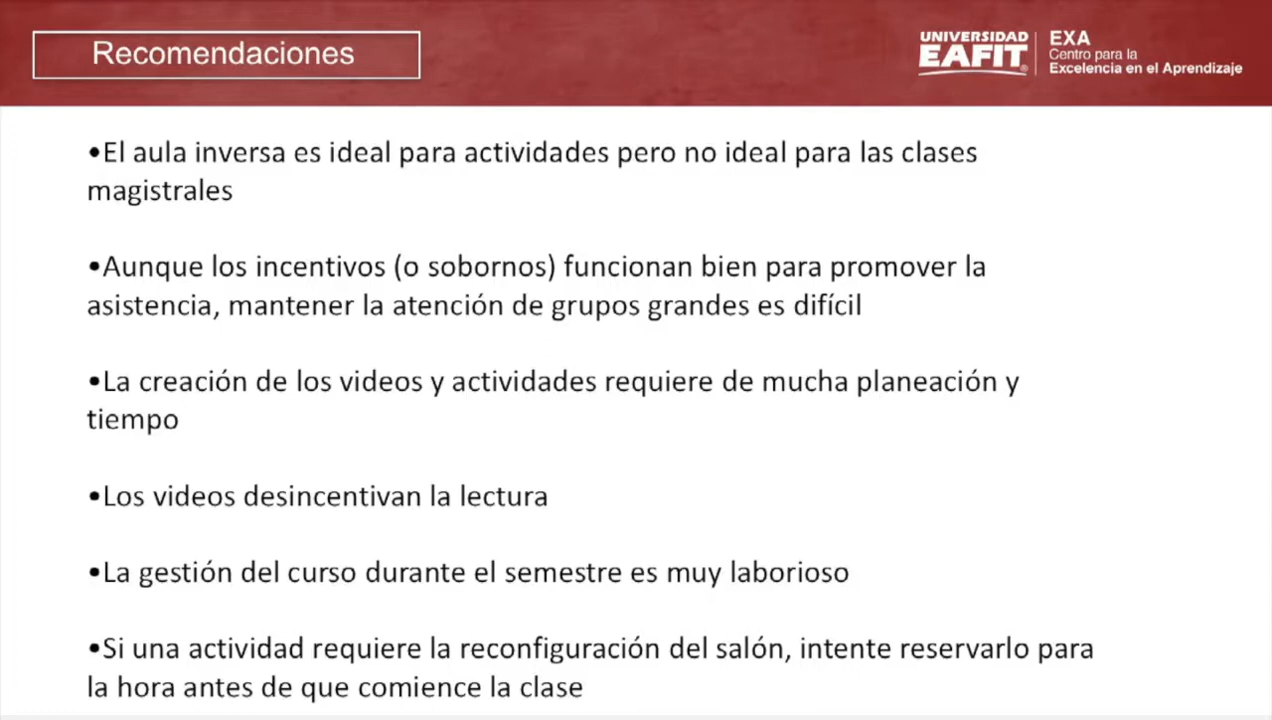 Recomendaciones
UNIVERSIDAD
EAFIT®
EXA
Centro para la
Excelencia en el Aprendizaje
•El aula inversa es ideal para actividades pero no ideal para las clases
magistrales
•Aunque los incentivos (o sobornos) funcionan bien para promover la
asistencia, mantener la atención de grupos grandes es difícil
•La creación de los videos y actividades requiere de mucha planeación y
tiempo
•Los videos desincentivan la lectura
•La gestión del curso durante el semestre es muy laborioso
•Si una actividad requiere la reconfiguración del salón, intente reservarlo para
la hora antes de que comience la clase